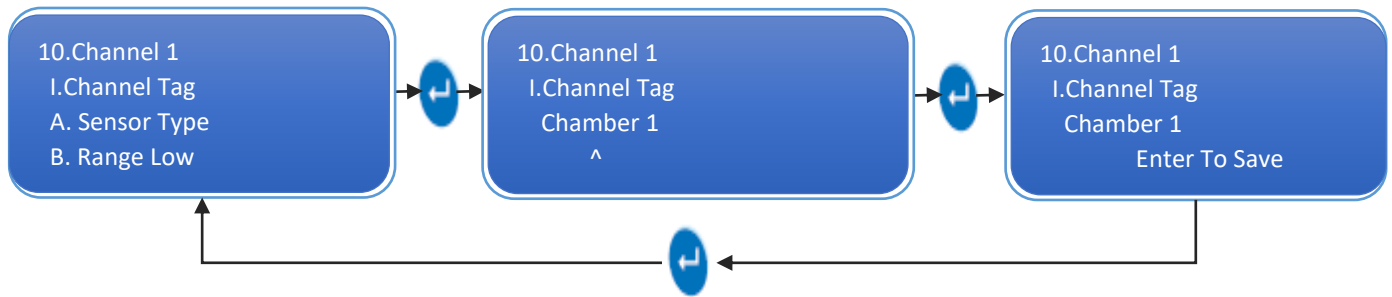 10.Channel 1
I.Channel Tag
A. Sensor Type
B. Range Low
10.Channel 1
I.Channel Tag
Chamber 1
^
10.Channel 1
I.Channel Tag
Chamber 1
Enter To Save